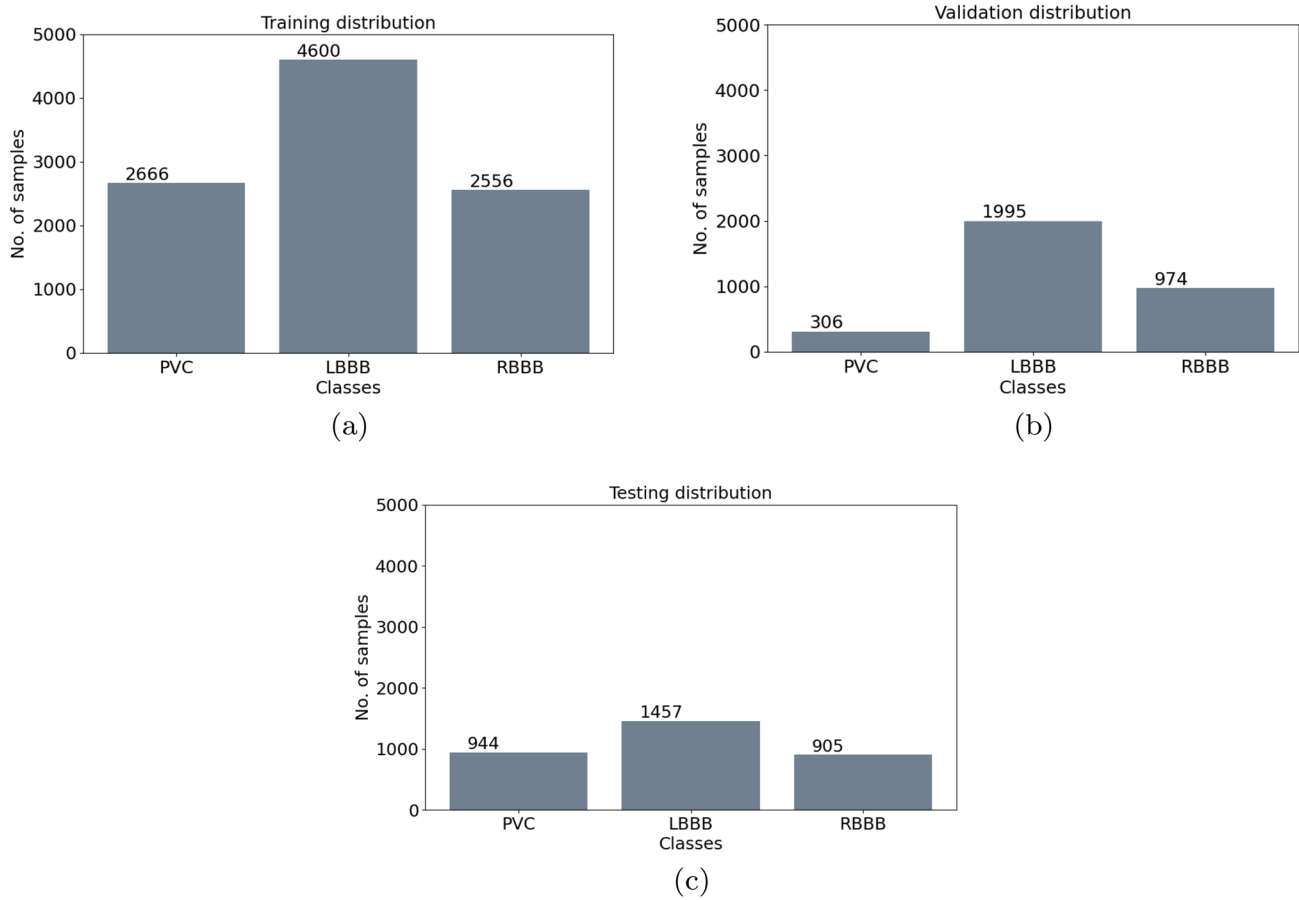 Training distribution
No. of samples
5000
4000
3000
2000
1000
0
4600
2666
2556
PVC LBBB RBBB
Classes
(a)
Validation distribution
No. of samples
5000
4000
3000
2000
1000
0
1995
974
306
PVC LBBB RBBB
Classes
(b)
Testing distribution
No. of samples
5000
4000
3000
2000
1000
0
1457
944
905
PVC LBBB RBBB
Classes
(c)